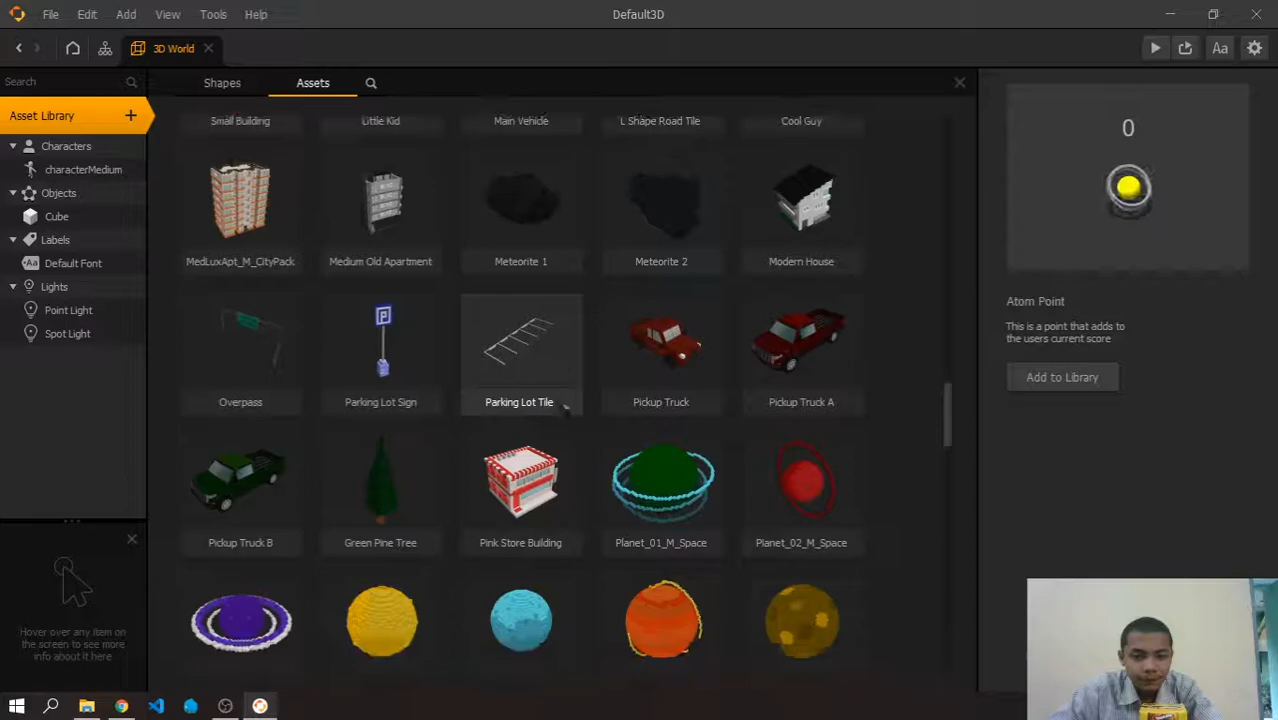 File Edit Add View Tools Help
Default3D
3D World
Aa
Search
Shapes Assets
Asset Library +
Characters
characterMedium
Objects
Cube
Labels
Aa Default Font
Lights
Point Light
Spot Light
Hover over any item on
the screen to see more
info about it here
Small Building Little Kid Main Vehicle L Shape Road Tile Cool Guy
MedLuxApt_M_CityPack Medium Old Apartment Meteorite 1 Meteorite 2 Modern House
P
Overpass Parking Lot Sign Parking Lot Tile Pickup Truck Pickup Truck A
Pickup Truck B Green Pine Tree Pink Store Building Planet_01_M_Space Planet_02_M_Space
0
Atom Point
This is a point that adds to
the users current score
Add to Library